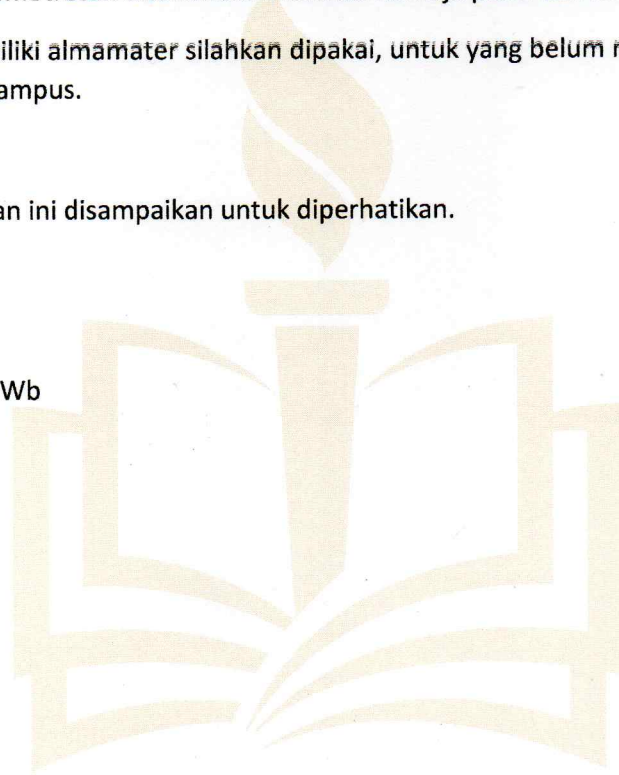 iliki almamater silahkan dipakai, untuk yang belum
ampus.
an ini disampaikan untuk diperhatikan.
Wb